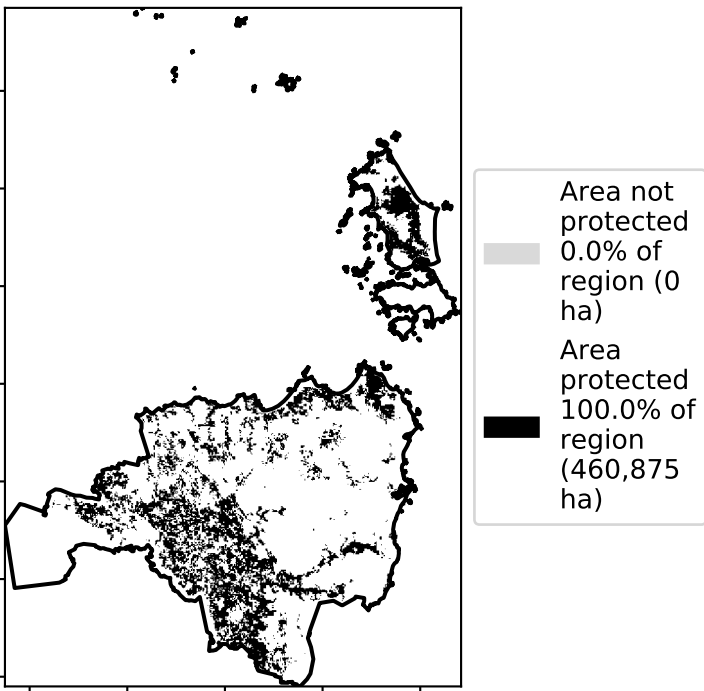 Area not
protected
0.0% of
region (0
ha)
Area
protected
100.0% of
region
(460,875
ha)